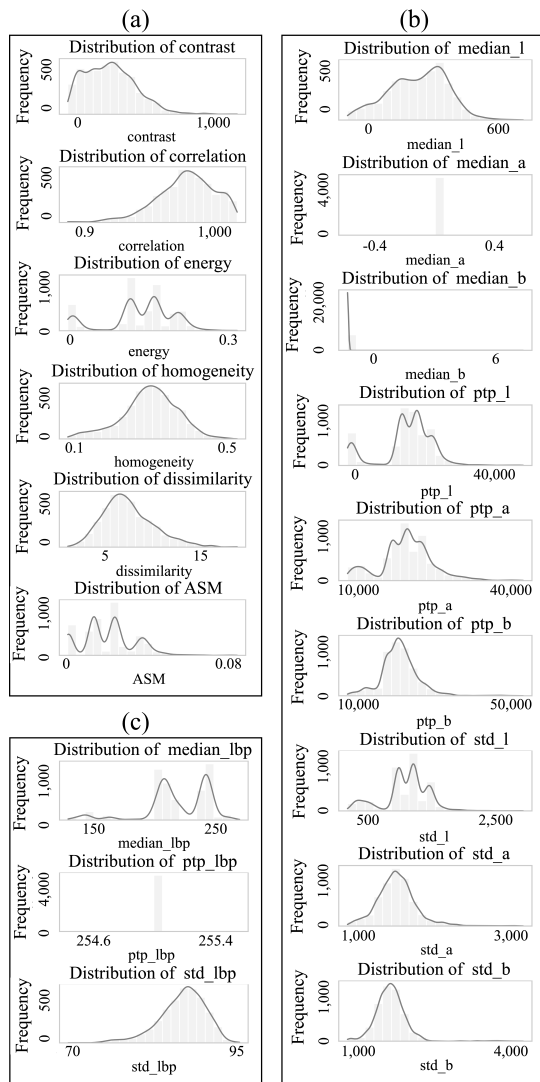 (a)
Distribution of contrast
Frequency
500
0
0
1,000
contrast
Distribution of correlation
Frequency
500
0
0.9
1,000
correlation
Distribution of energy
Frequency
1,000
0
0
0.3
energy
Distribution of homogeneity
Frequency
500
0
0.1
0.5
homogeneity
Distribution of dissimilarity
Frequency
500
0
5
15
dissimilarity
Distribution of ASM
Frequency
1,000
0
0
0.08
ASM
(b)
Distribution of median_l
Frequency
500
0
0
600
median_l
Distribution of median_a
Frequency
4,000
0
-0.4
0.4
median_a
Distribution of median_b
Frequency
20,000
0
0
6
median_b
Distribution of ptp_l
Frequency
1,000
0
0
40,000
ptp_l
Distribution of ptp_a
Frequency
1,000
0
10,000
40,000
ptp_a
Distribution of ptp_b
Frequency
1,000
0
10,000
50,000
ptp_b
Distribution of std_l
Frequency
1,000
0
500
2,500
std_l
Distribution of std_a
Frequency
1,000
0
1,000
3,000
std_a
Distribution of std_b
Frequency
1,000
0
1,000
4,000
std_b
(c)
Distribution of median_lbp
Frequency
1,000
0
150
250
median_lbp
Distribution of ptp_lbp
Frequency
4,000
0
254.6
255.4
ptp_lbp
Distribution of std_lbp
Frequency
500
0
70
95
std_lbp